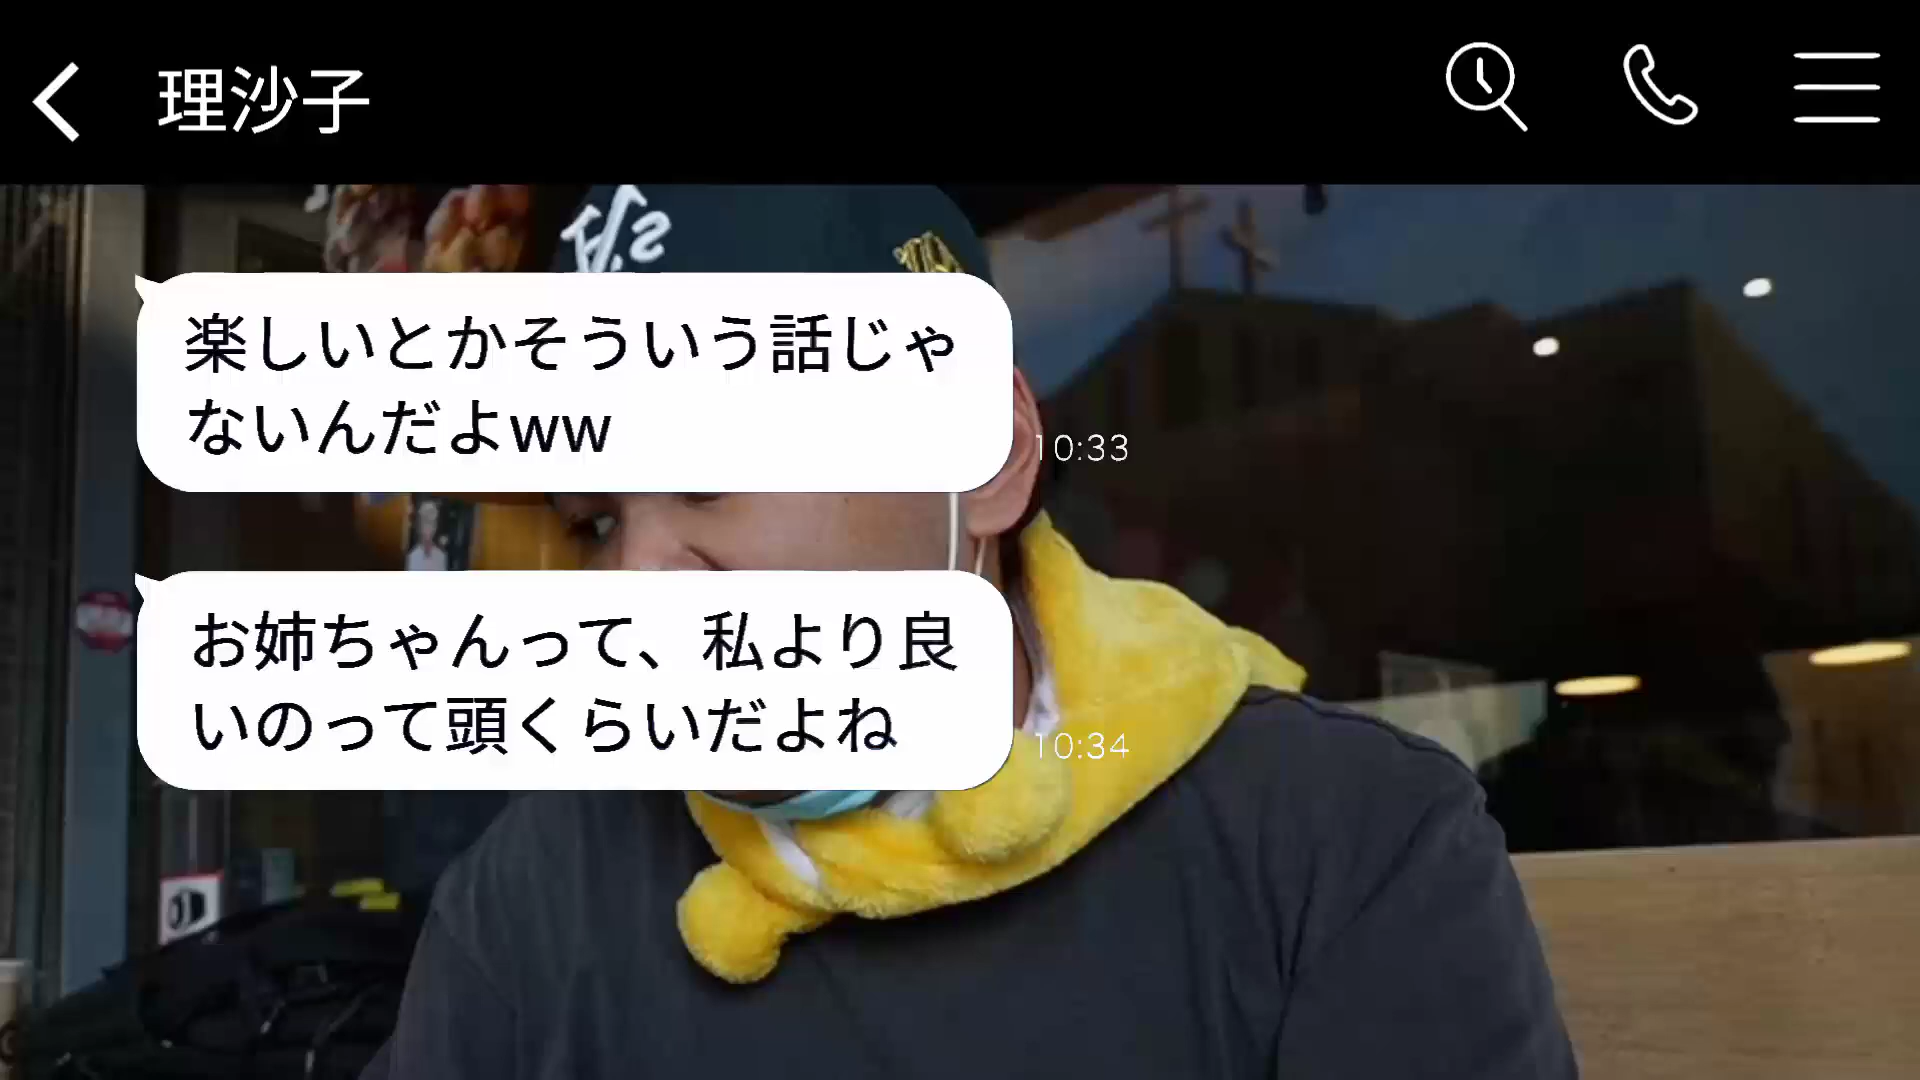 理沙子
楽しいとかそういう話じゃ
ないんだよww
10:33
お姉ちゃんって、私より良
いのって頭くらいだよね
10:34